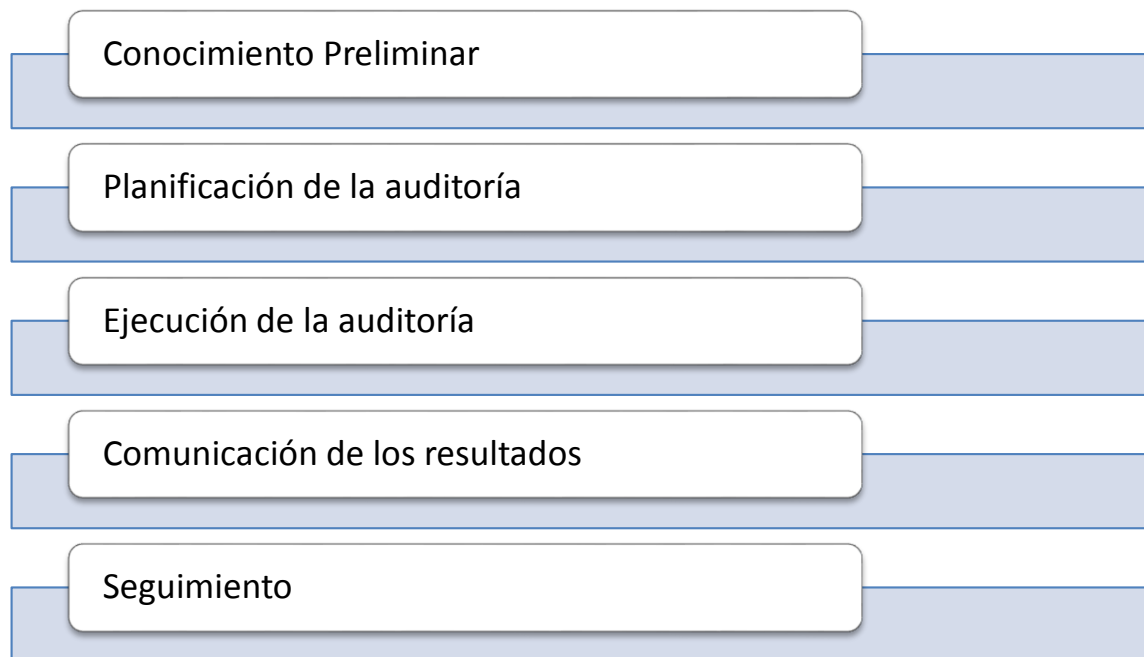 Conocimiento Preliminar
Planificación de la auditoría
Ejecución de la auditoría
Comunicación de los resultados
Seguimiento